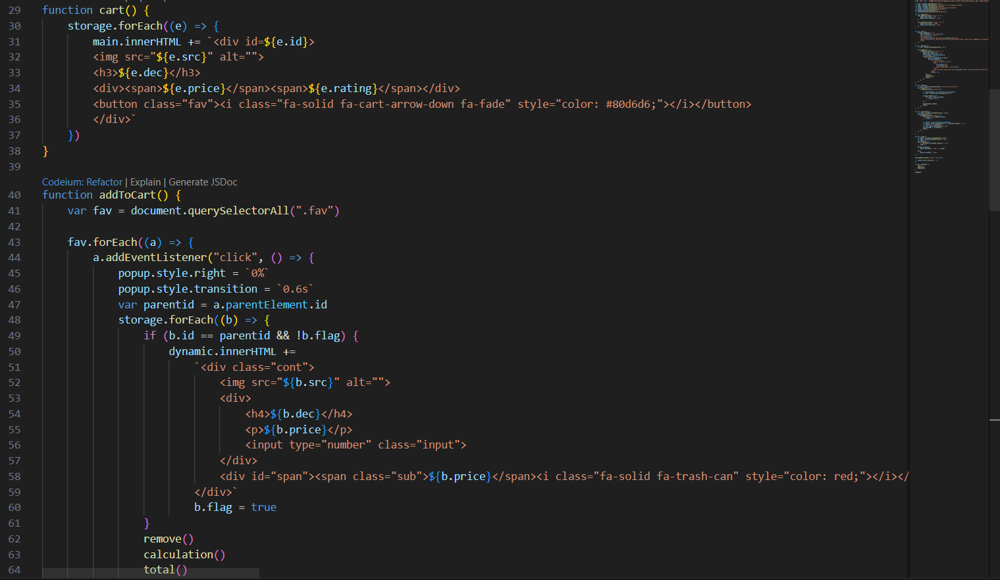 29 function cart() {
30 storage.forEach((e) => {
31 main.innerHTML += `<div id=${e.id}>
32 <img src="${e.src}" alt="">
33 <h3>${e.dec}</h3>
34 <div><span>${e.price}</span><span>${e.rating}</span></div>
35 <button class="fav"><i class="fa-solid fa-cart-arrow-down fa-fade" style="color: #80d6d6;"></i></button>
36 </div>`
37 })
38 }
39
Codeium: Refactor | Explain | Generate JSDoc
40 function addToCart() {
41 var fav = document.querySelectorAll(".fav")
42
43 fav.forEach((a) => {
44 a.addEventListener("click", () => {
45 popup.style.right = `0%`
46 popup.style.transition = `0.6s`
47 var parentid = a.parentElement.id
48 storage.forEach((b) => {
49 if (b.id == parentid && !b.flag) {
50 dynamic.innerHTML +=
51 `<div class="cont">
52 <img src="${b.src}" alt="">
53 <div>
54 <h4>${b.dec}</h4>
55 <p>${b.price}</p>
56 <input type="number" class="input">
57 </div>
58 <div id="span"><span class="sub">${b.price}</span><i class="fa-solid fa-trash-can" style="color: red;"></i></
59 </div>`
60 b.flag = true
61 }
62 remove()
63 calculation()
64 total()